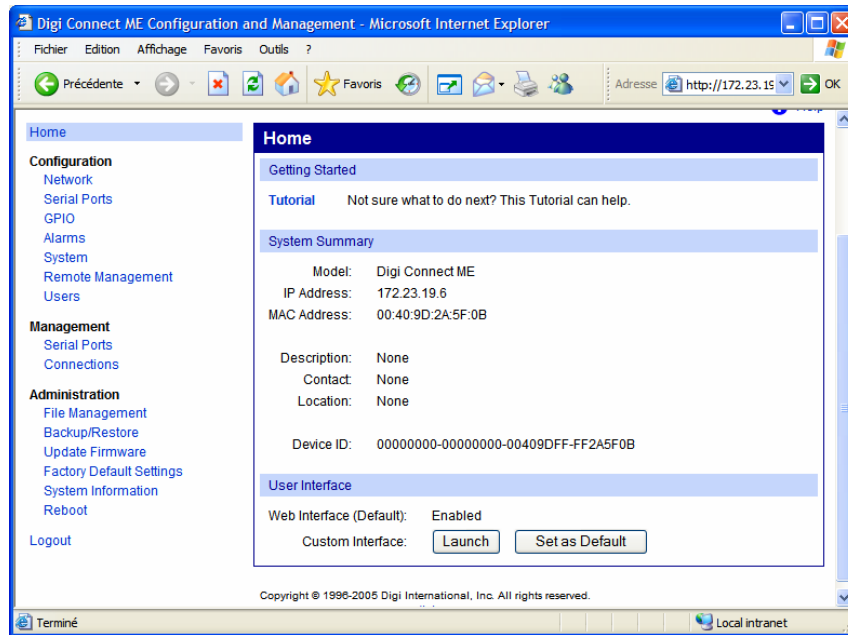 Digi Connect ME Configuration and Management - Microsoft Internet Explorer
Fichier Edition Affichage Favoris Outils ?
Précédente Favoris Adresse http://172.23.19 OK
Home
Configuration
Network
Serial Ports
GPIO
Alarms
System
Remote Management
Users
Management
Serial Ports
Connections
Administration
File Management
Backup/Restore
Update Firmware
Factory Default Settings
System Information
Reboot
Logout
Home
Getting Started
Tutorial Not sure what to do next? This Tutorial can help.
System Summary
Model: Digi Connect ME
IP Address: 172.23.19.6
MAC Address: 00:40:9D:2A:5F:0B
Description: None
Contact: None
Location: None
Device ID: 00000000-00000000-00409DFF-FF2A5F0B
User Interface
Web Interface (Default): Enabled
Custom Interface: Launch Set as Default
Copyright © 1996-2005 Digi International, Inc. All rights reserved.
Terminé Local intranet